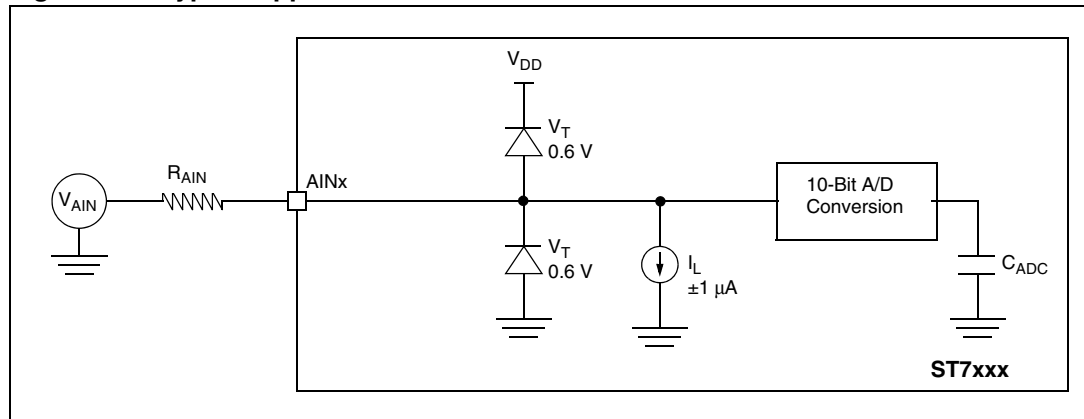 V_DD
V_T
0.6 V
R_AIN
AINx
V_AIN
10-Bit A/D
Conversion
V_T
0.6 V
I_L
±1 μA
C_ADC
ST7xxx